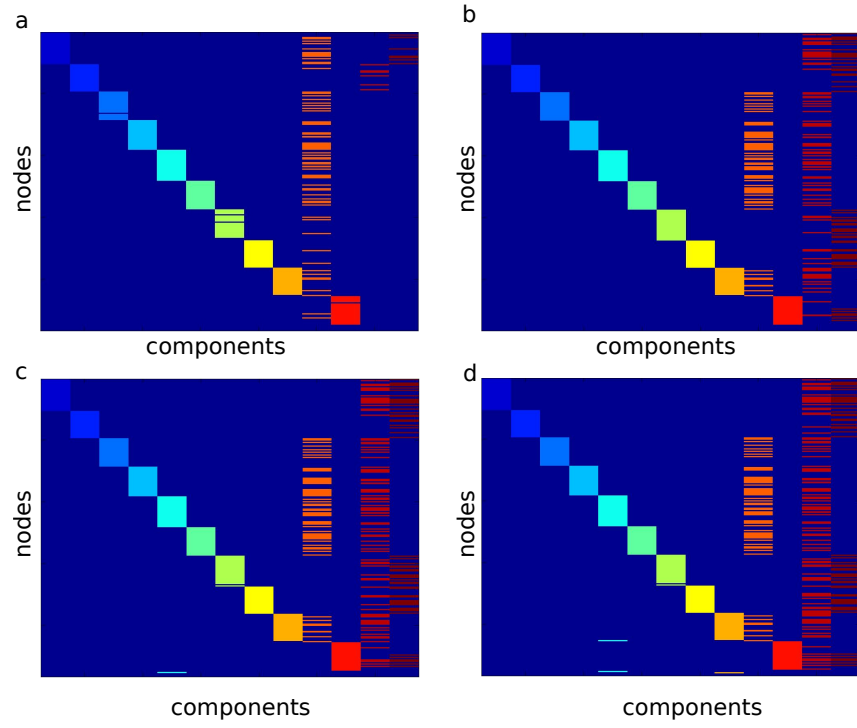 a
b
nodes
nodes
components
components
c
d
nodes
nodes
components
components